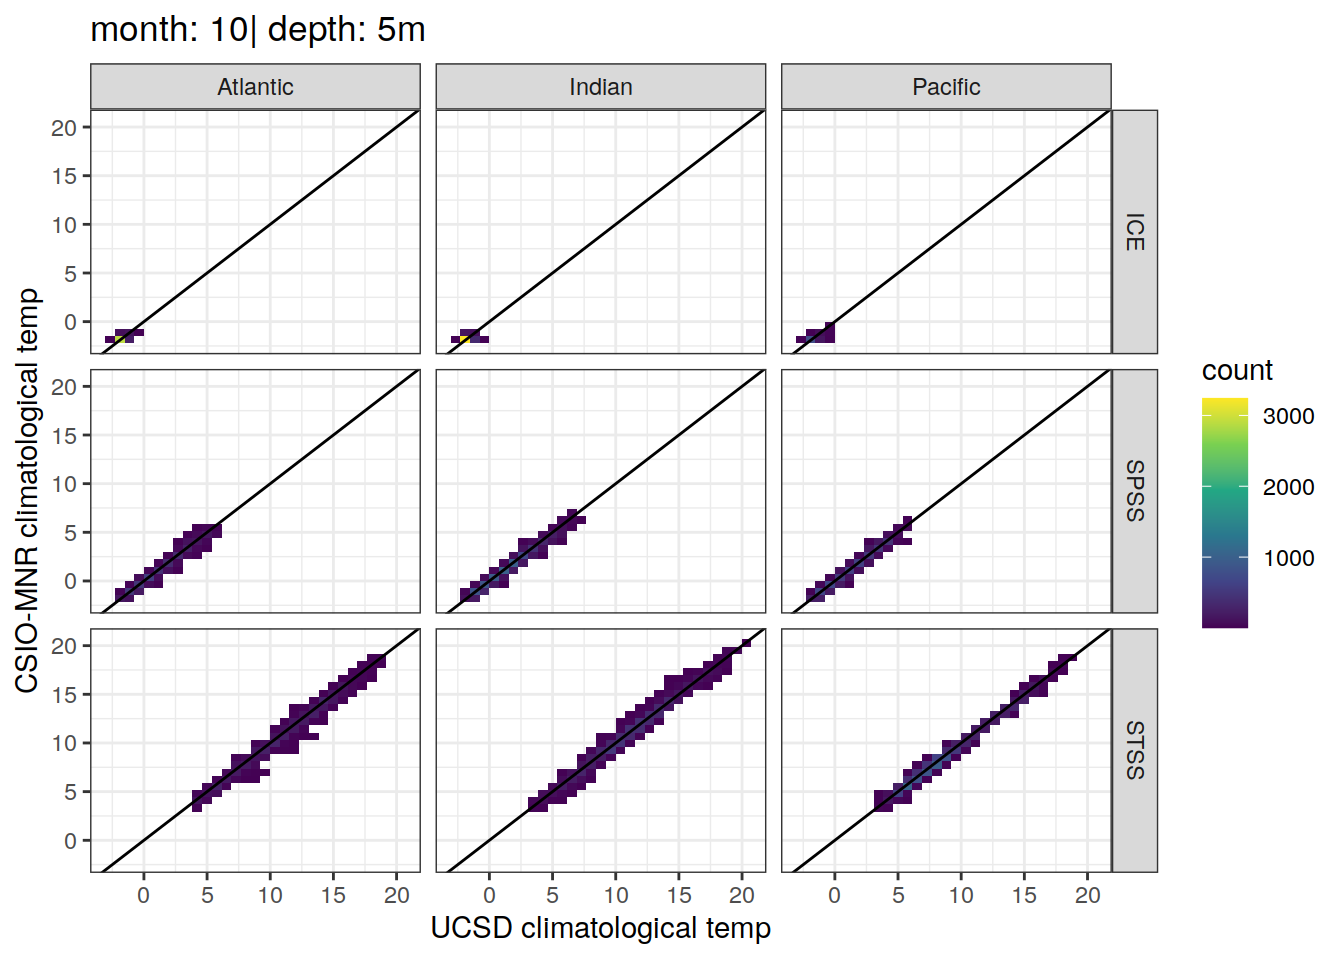 month: 10| depth: 5m
Atlantic
Indian
Pacific
20
15
10
5
0
ICE
20
15
10
5
0
SPSS
20
15
10
5
0
STSS
0 5 10 15 20
0 5 10 15 20
0 5 10 15 20
UCSD climatological temp
CSIO-MNR climatological temp
count
3000
2000
1000